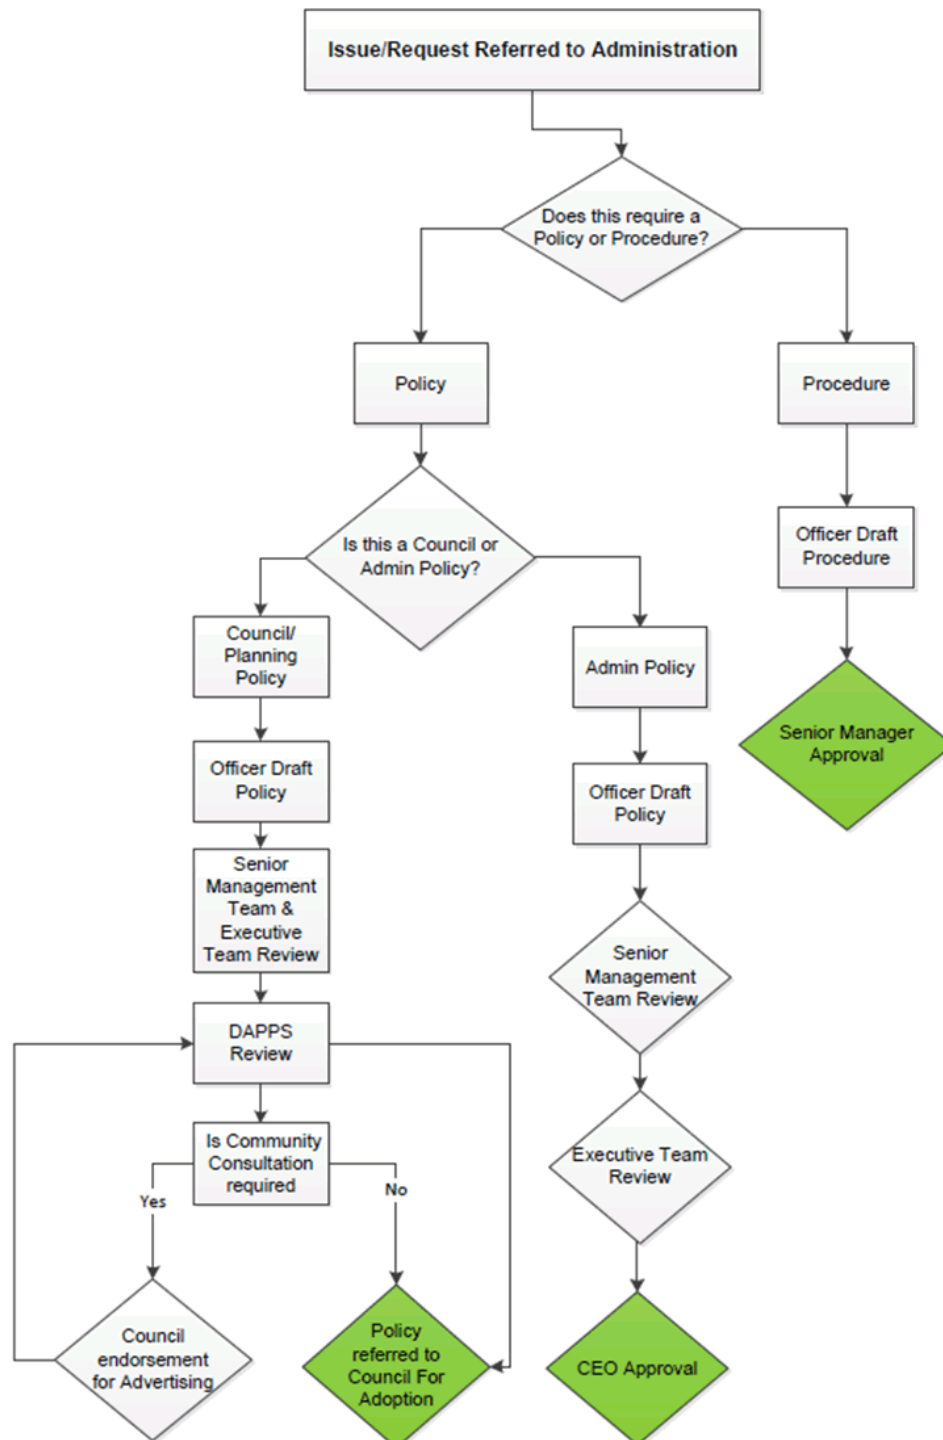 Issue/Request Referred to Administration
Does this require a
Policy or Procedure?
Policy
Procedure
Is this a Council or
Admin Policy?
Officer Draft
Procedure
Council/
Planning
Policy
Admin Policy
Senior Manager
Approval
Officer Draft
Policy
Officer Draft
Policy
Senior
Management
Team &
Executive
Team Review
Senior
Management
Team Review
DAPPS
Review
Is Community
Consultation
required
Executive Team
Review
Yes
No
Council
endorsement
for Advertising
Policy
referred to
Council For
Adoption
CEO Approval